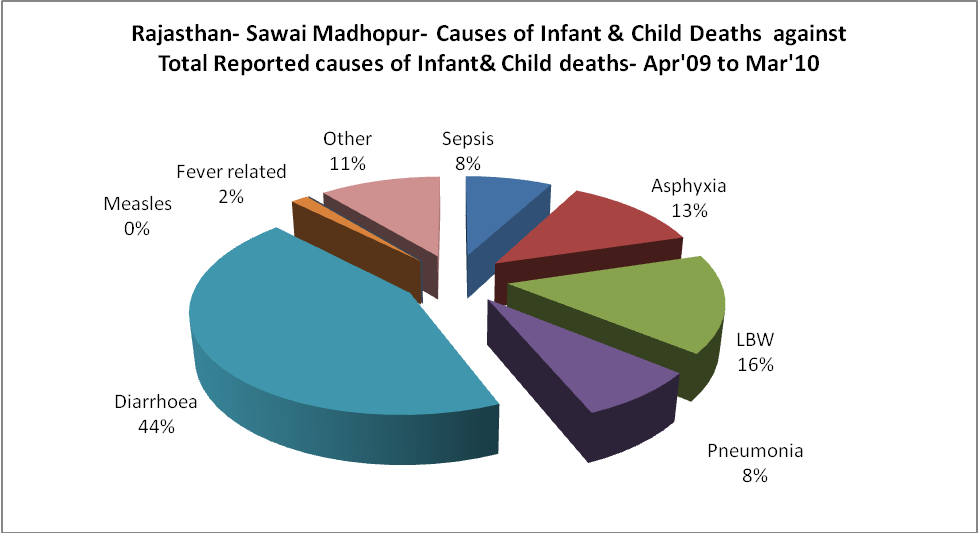 Rajasthan- Sawai Madhopur- Causes of Infant & Child Deaths  against
Total Reported causes of Infant& Child deaths- Apr'09 to Mar'10
Sepsis
8%
Asphyxia
13%
LBW
16%
Pneumonia
8%
Diarrhoea
44%
Measles
0%
Fever related
2%
Other
11%